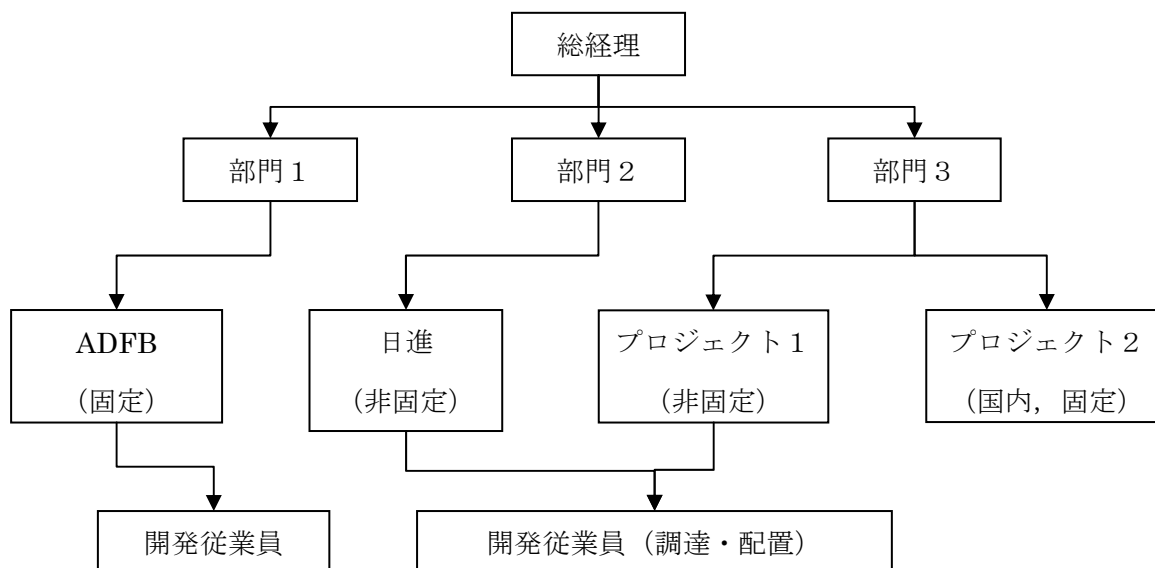 総経理
部門１
部門２
部門３
ADFB
（固定）
日進
（非固定）
プロジェクト１
（非固定）
プロジェクト２
（国内，固定）
開発従業員
開発従業員（調達・配置）